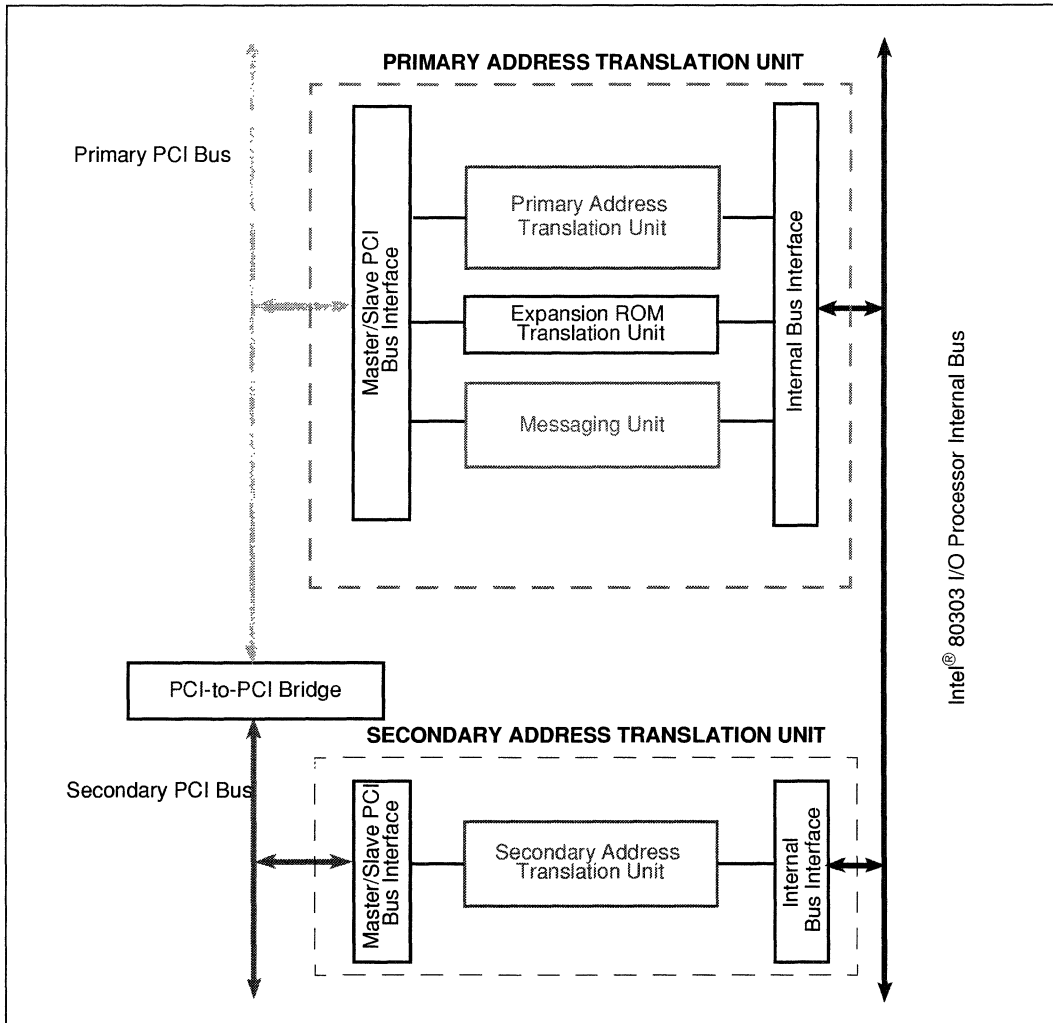 PRIMARY ADDRESS TRANSLATION UNIT
Primary PCI Bus
Master/Slave PCI
Bus Interface
Primary Address
Translation Unit
Expansion ROM
Translation Unit
Messaging Unit
Internal Bus Interface
Intel® 80303 I/O Processor Internal Bus
PCI-to-PCI Bridge
SECONDARY ADDRESS TRANSLATION UNIT
Secondary PCI Bus
Master/Slave PCI
Bus Interface
Secondary Address
Translation Unit
Internal
Bus Interface